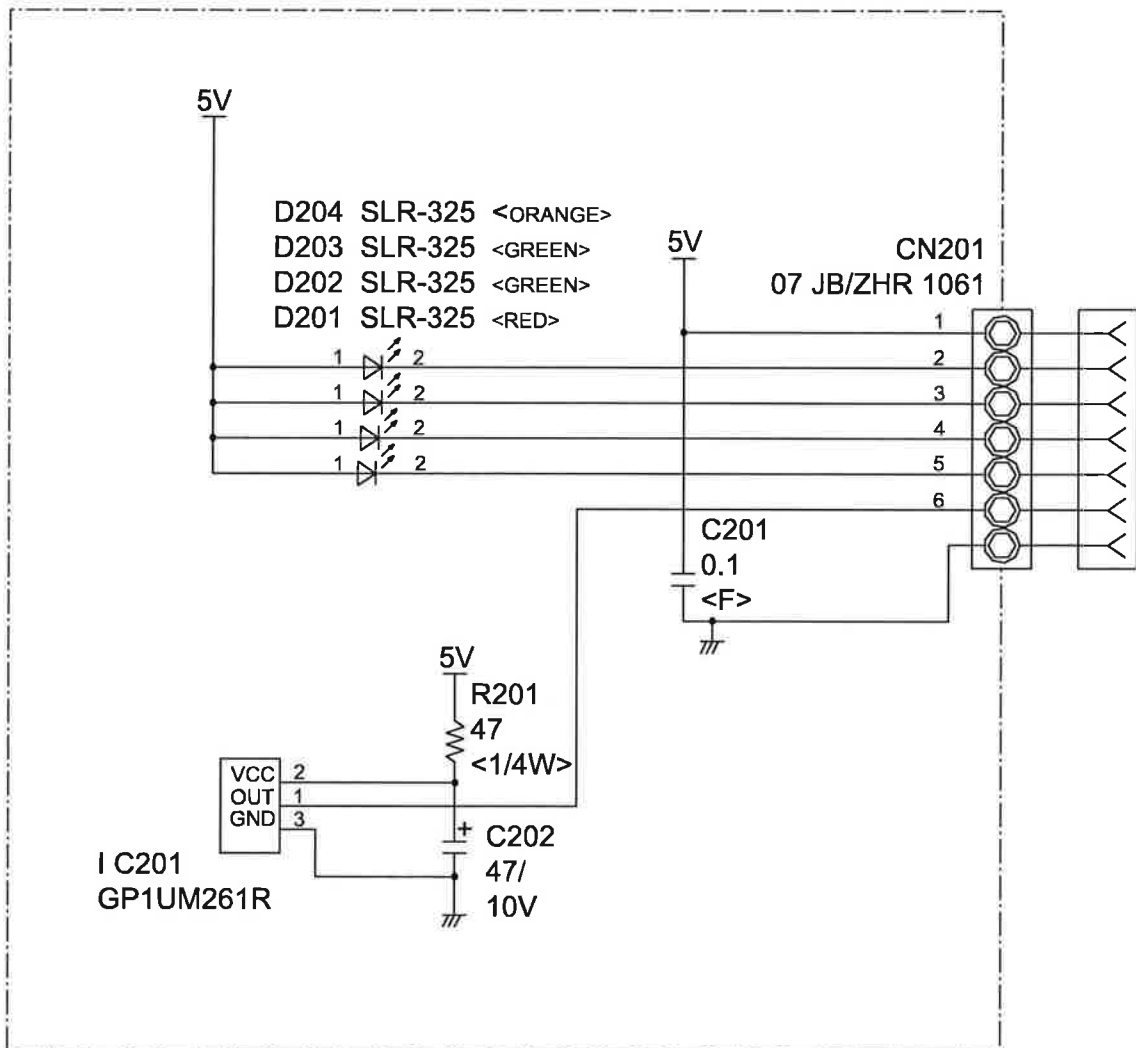 5V
D204 SLR-325 <ORANGE>
D203 SLR-325 <GREEN>
D202 SLR-325 <GREEN>
D201 SLR-325 <RED>
5V
CN201
07 JB/ZHR 1061
1
1 2 2
1 2 3
1 2 4
1 2 5
6
C201
0.1
<F>
5V
R201
47
<1/4W>
VCC 2
OUT 1
GND 3
I C201
GP1UM261R
+ C202
47/
10V